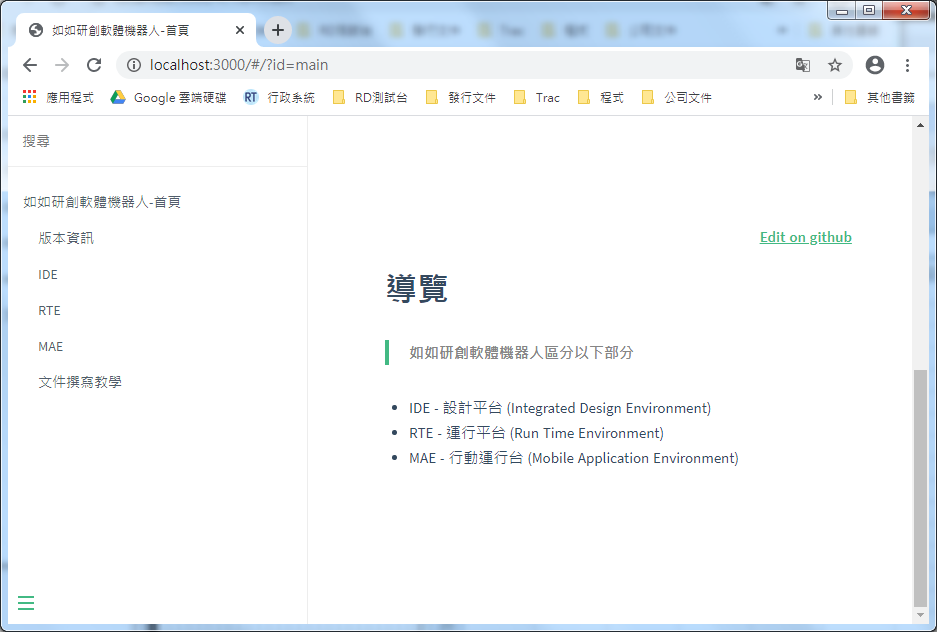 如如研創軟體機器人-首頁
localhost:3000/#/?id=main
應用程式 Google 雲端硬碟 RT 行政系統 RD測試台 發行文件 Trac 程式 公司文件 » 其他書籤
搜尋
如如研創軟體機器人-首頁
版本資訊
IDE
RTE
MAE
文件撰寫教學
Edit on github
導覽
如如研創軟體機器人區分以下部分
IDE - 設計平台 (Integrated Design Environment)
RTE - 運行平台 (Run Time Environment)
MAE - 行動運行台 (Mobile Application Environment)